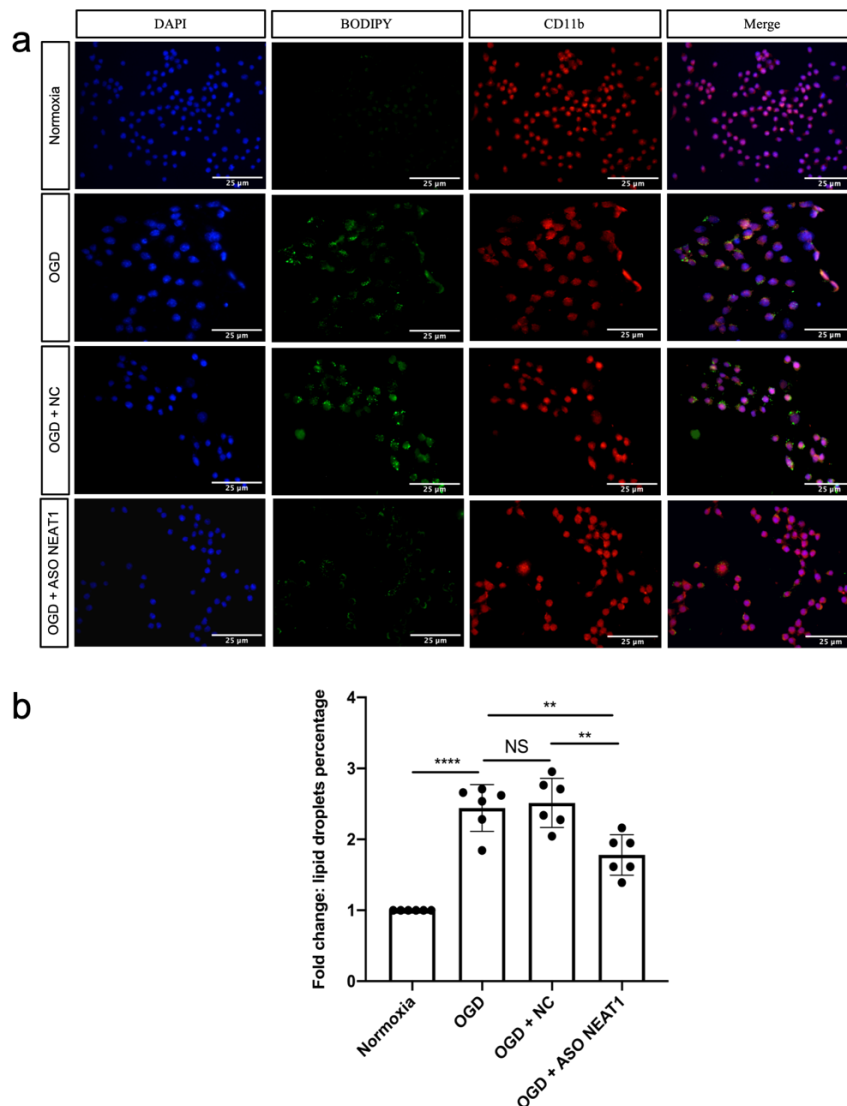 a
DAPI BODIPY CD11b Merge
Normoxia
25 µm 25 µm 25 µm 25 µm
OGD
25 µm 25 µm 25 µm 25 µm
OGD + NC
25 µm 25 µm 25 µm 25 µm
OGD + ASO NEAT1
25 µm 25 µm 25 µm 25 µm
b
Fold change: lipid droplets percentage
4
3
2
1
0
**
NS **
****
Normoxia
OGD
OGD + NC
OGD + ASO NEAT1